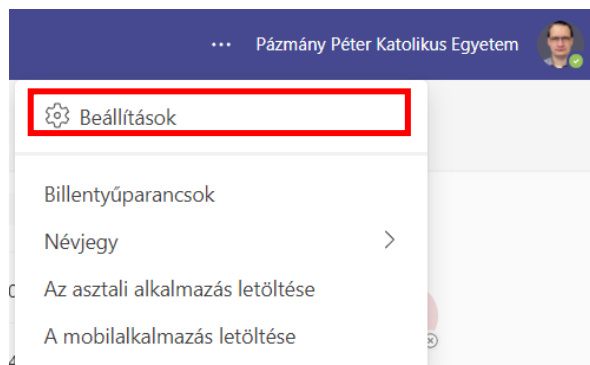 ... Pázmány Péter Katolikus Egyetem
Beállítások
Billentyűparancsok
Névjegy
Az asztali alkalmazás letöltése
A mobilalkalmazás letöltése